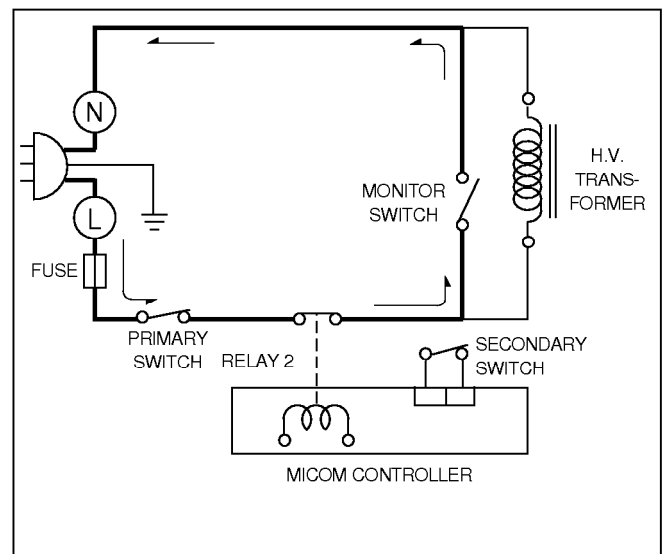 N
H.V.
TRANS-
FORMER
MONITOR
SWITCH
L
FUSE
PRIMARY
SWITCH
RELAY 2
SECONDARY
SWITCH
MICOM CONTROLLER